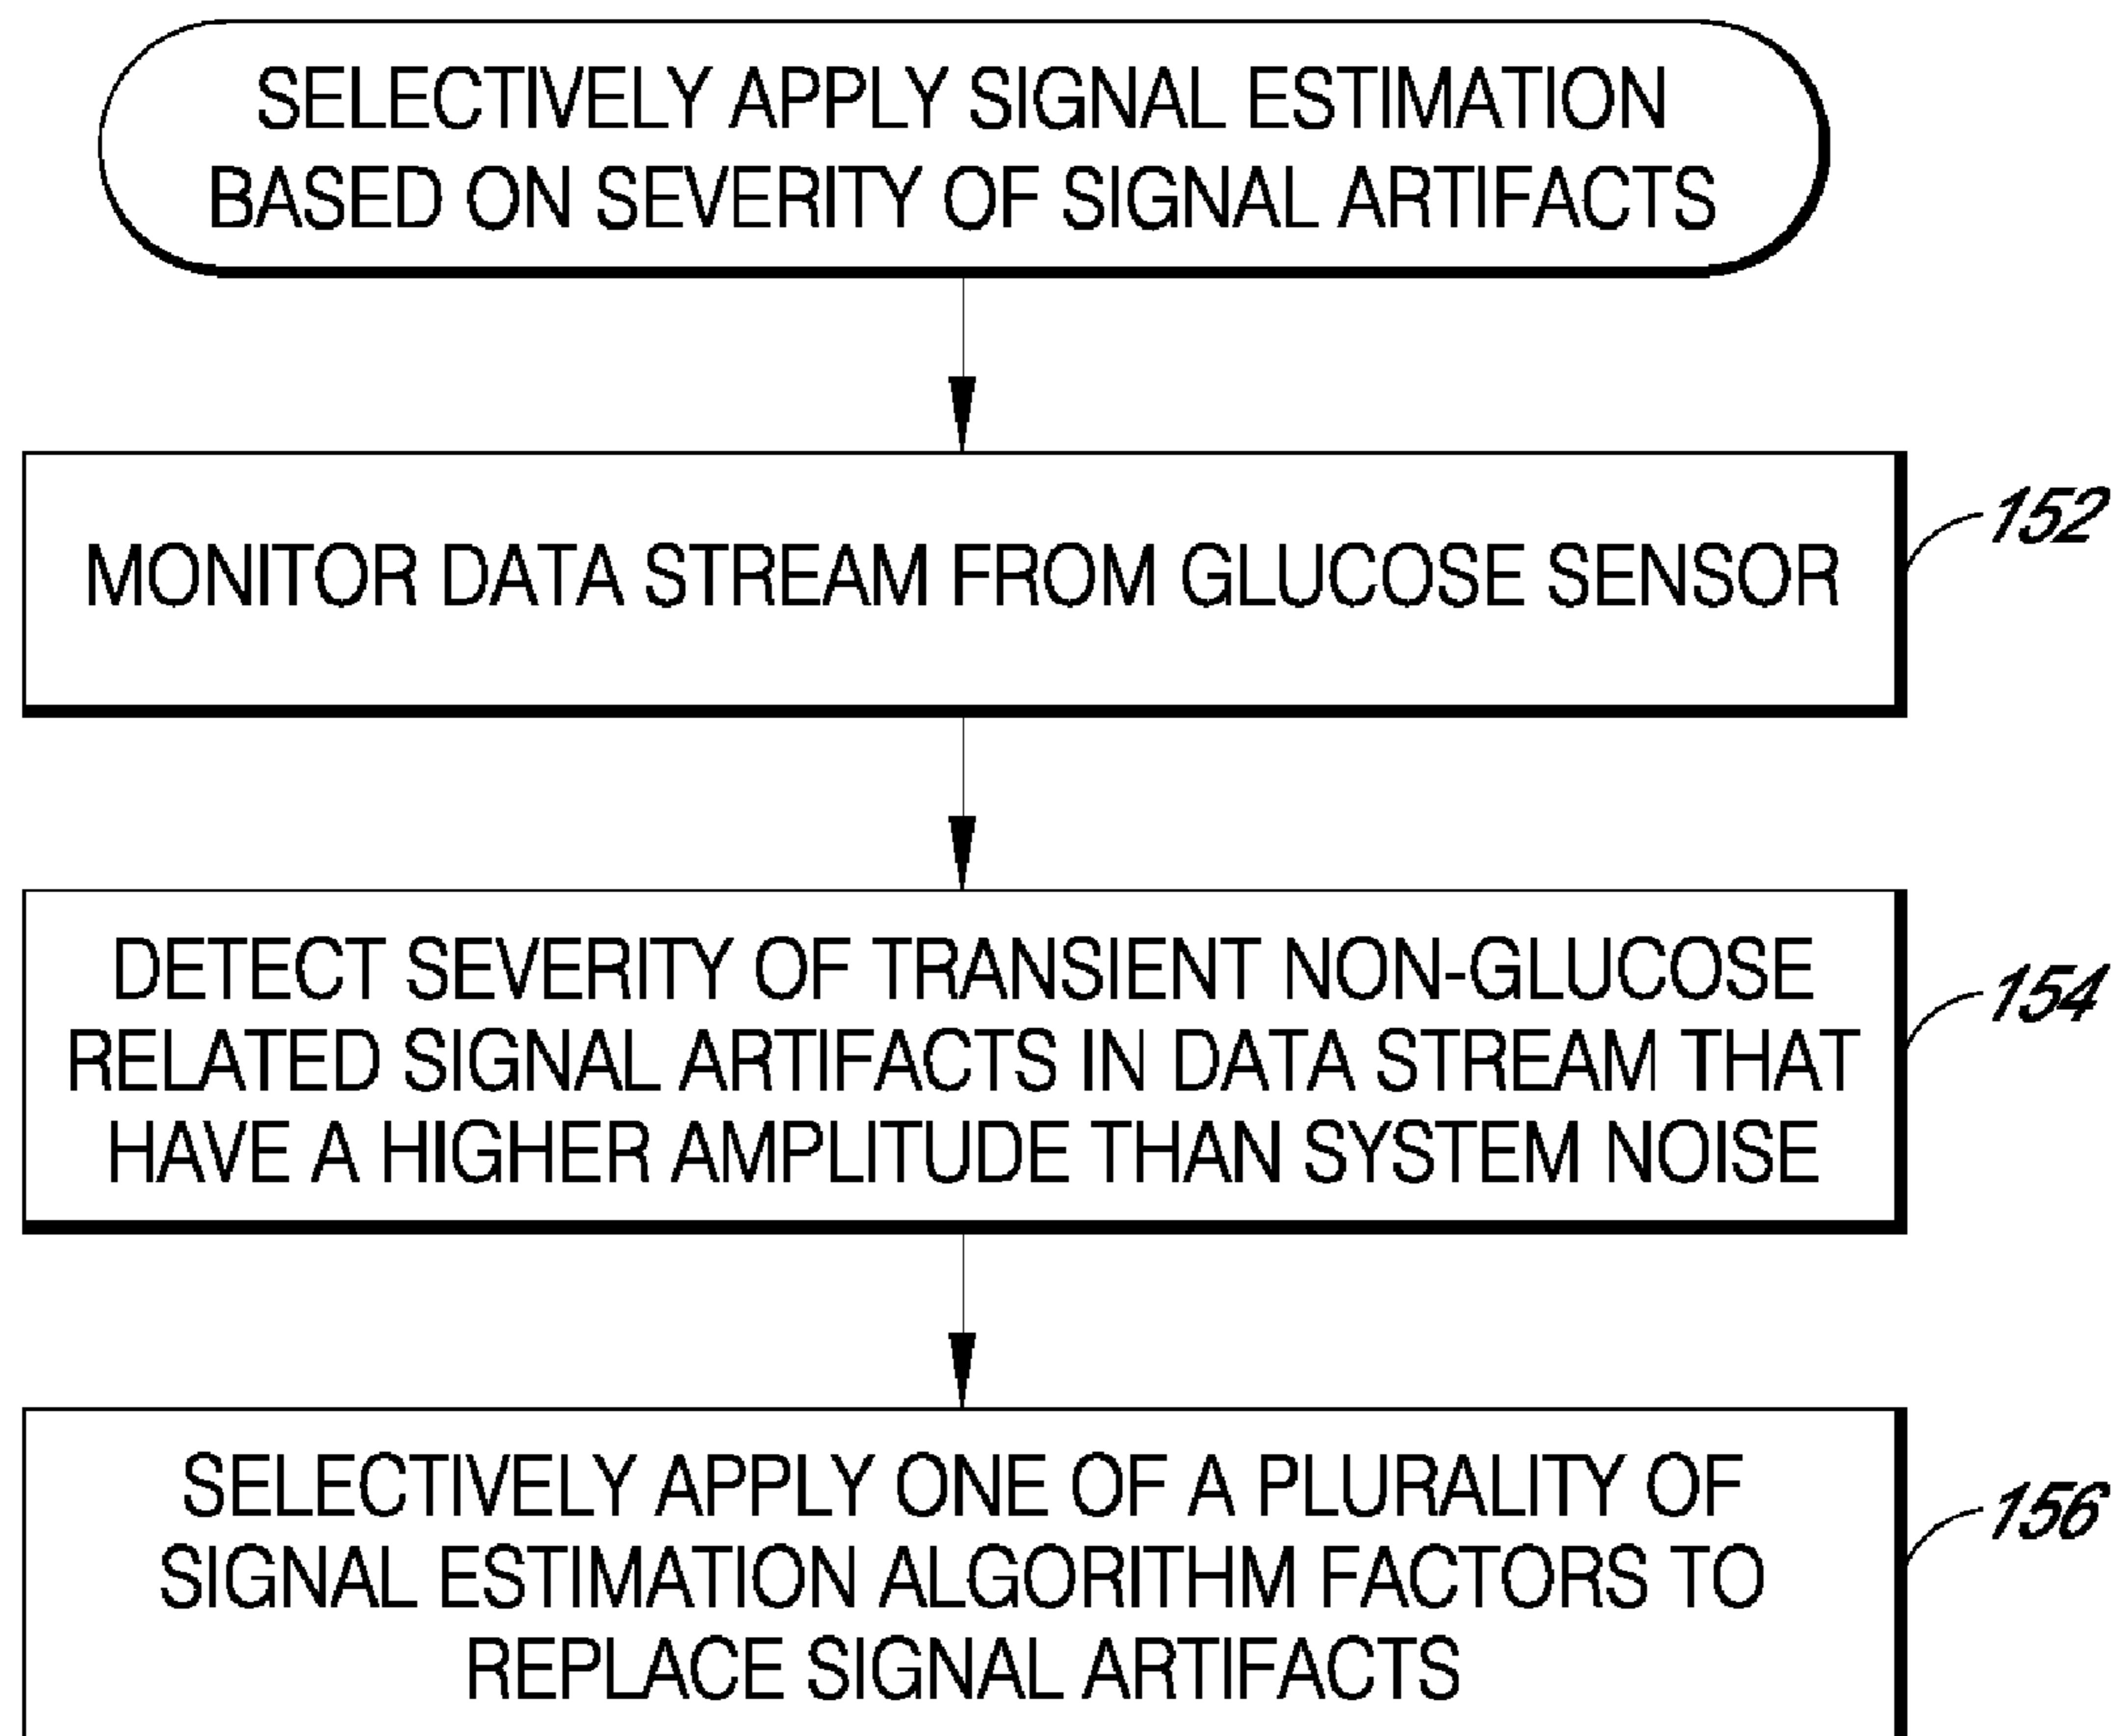 SELECTIVELY APPLY SIGNAL ESTIMATION
BASED ON SEVERITY OF SIGNAL ARTIFACTS
MONITOR DATA STREAM FROM GLUCOSE SENSOR
152
DETECT SEVERITY OF TRANSIENT NON-GLUCOSE
RELATED SIGNAL ARTIFACTS IN DATA STREAM THAT
HAVE A HIGHER AMPLITUDE THAN SYSTEM NOISE
154
SELECTIVELY APPLY ONE OF A PLURALITY OF
SIGNAL ESTIMATION ALGORITHM FACTORS TO
REPLACE SIGNAL ARTIFACTS
156